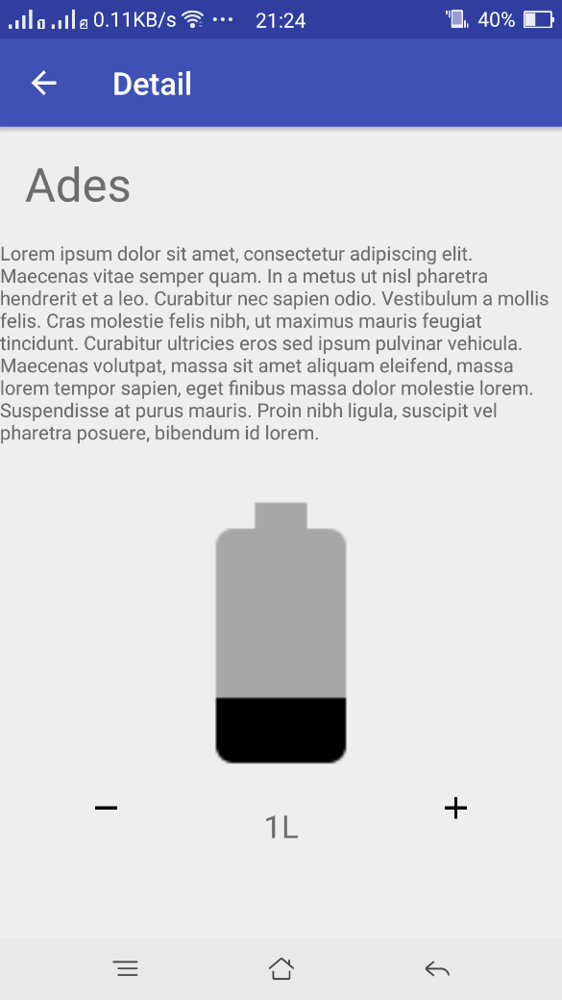 0.11KB/s 21:24 40%
Detail
Ades
Lorem ipsum dolor sit amet, consectetur adipiscing elit.
Maecenas vitae semper quam. In a metus ut nisl pharetra
hendrerit et a leo. Curabitur nec sapien odio. Vestibulum a mollis
felis. Cras molestie felis nibh, ut maximus mauris feugiat
tincidunt. Curabitur ultricies eros sed ipsum pulvinar vehicula.
Maecenas volutpat, massa sit amet aliquam eleifend, massa
lorem tempor sapien, eget finibus massa dolor molestie lorem.
Suspendisse at purus mauris. Proin nibh ligula, suscipit vel
pharetra posuere, bibendum id lorem.
− 1L +